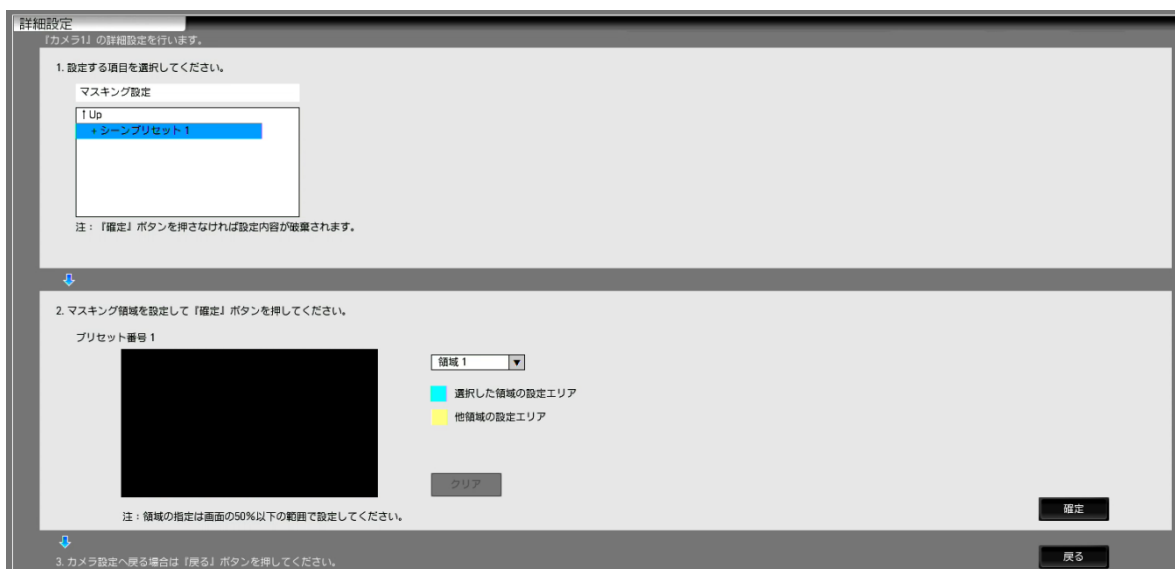 詳細設定
『カメラ1』の詳細設定を行います。
1. 設定する項目を選択してください。
マスキング設定
↑Up
+ シーンプリセット 1
注：『確定』ボタンを押さなければ設定内容が破棄されます。
2. マスキング領域を設定して『確定』ボタンを押してください。
プリセット番号 1
領域 1
選択した領域の設定エリア
他領域の設定エリア
クリア
注：領域の指定は画面の50%以下の範囲で設定してください。
確定
3. カメラ設定へ戻る場合は『戻る』ボタンを押してください。
戻る